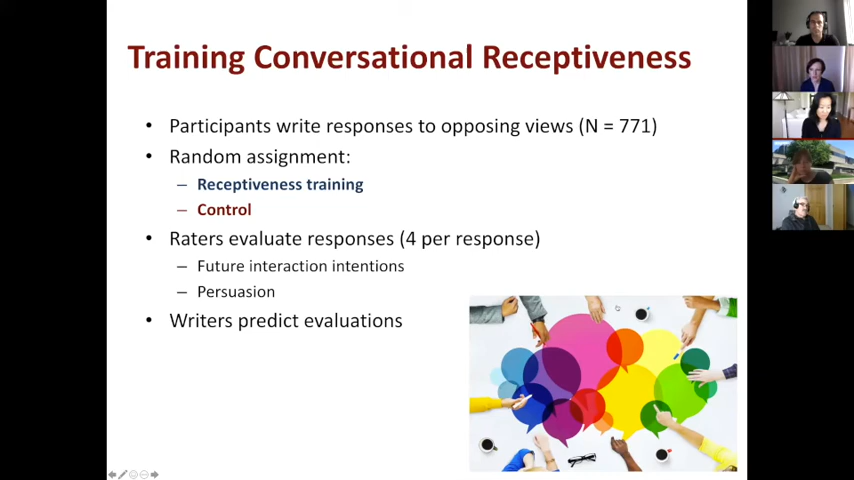 Training Conversational Receptiveness
• Participants write responses to opposing views (N = 771)
• Random assignment:
– Receptiveness training
– Control
• Raters evaluate responses (4 per response)
– Future interaction intentions
– Persuasion
• Writers predict evaluations